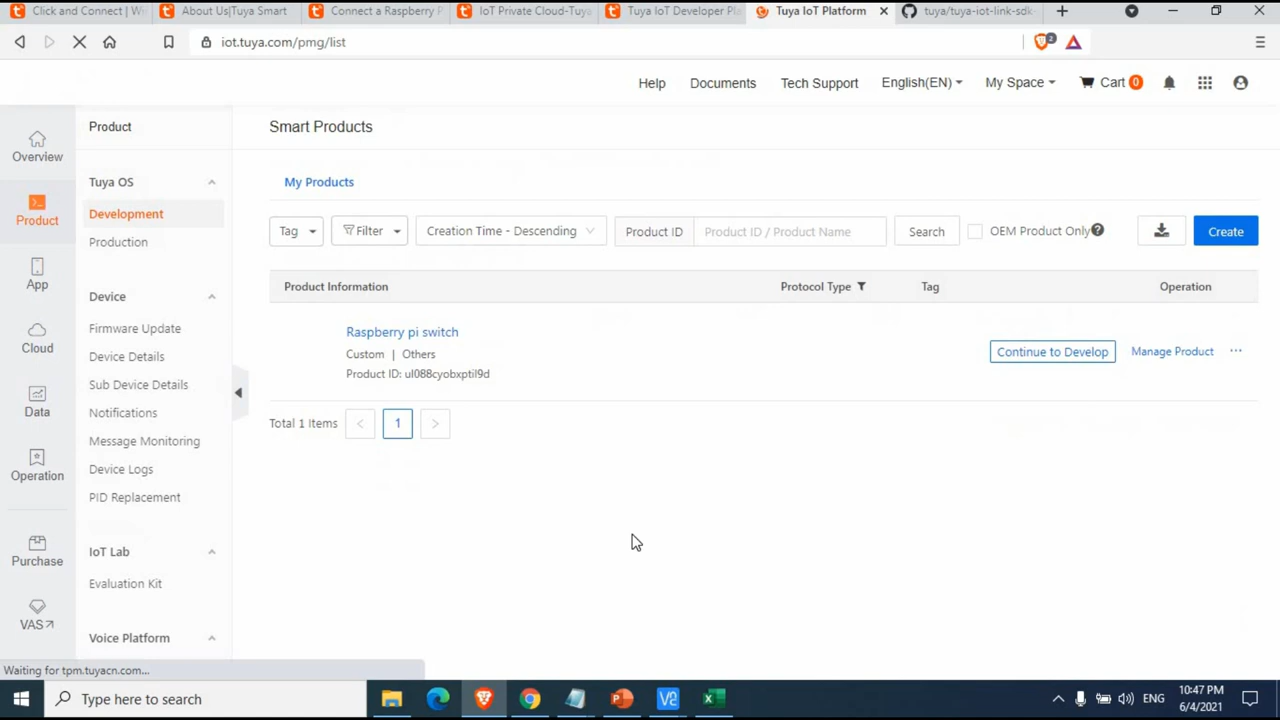 Click and Connect | Wi
About Us|Tuya Smart
Connect a Raspberry P
IoT Private Cloud-Tuya
Tuya IoT Developer Pla
Tuya IoT Platform
tuya/tuya-iot-link-sdk-
iot.tuya.com/pmg/list
2
Help
Documents
Tech Support
English(EN)
My Space
Cart 0
Overview
Product
App
Cloud
Data
Operation
Purchase
VAS
Product
Tuya OS
Development
Production
Device
Firmware Update
Device Details
Sub Device Details
Notifications
Message Monitoring
Device Logs
PID Replacement
IoT Lab
Evaluation Kit
Voice Platform
Smart Products
My Products
Tag
Filter
Creation Time - Descending
Product ID
Product ID / Product Name
Search
OEM Product Only
Create
Product Information
Protocol Type
Tag
Operation
Raspberry pi switch
Custom | Others
Product ID: ul088cyobxptil9d
Continue to Develop
Manage Product
Total 1 Items
1
Waiting for tpm.tuyacn.com...
Type here to search
ENG
10:47 PM
6/4/2021